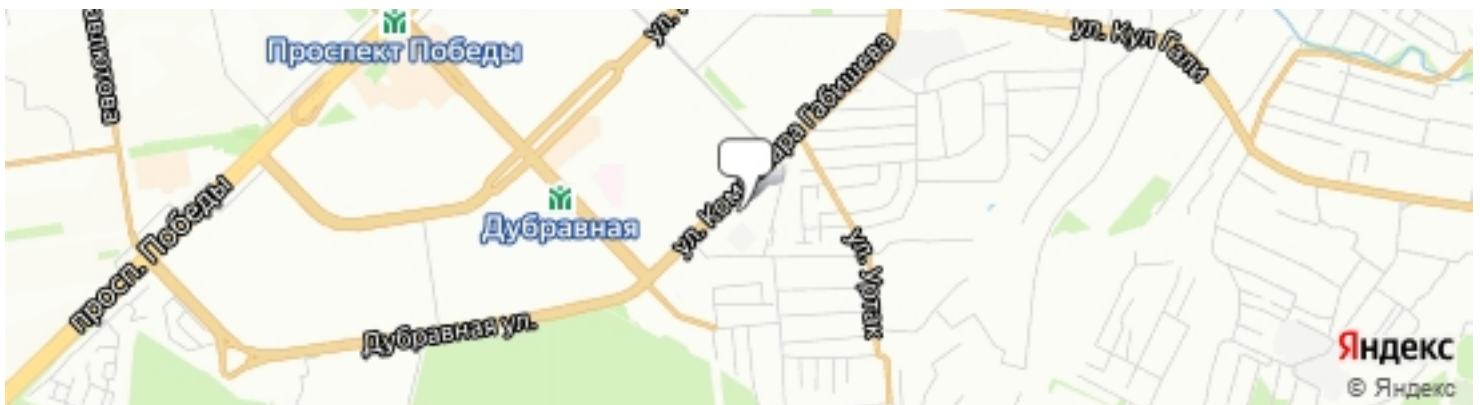 Проспект Победы
ул. Кул Гали
просп. Победы
Дубравная
ул. Уртак
Дубравная ул.
Яндекс
© Яндекс